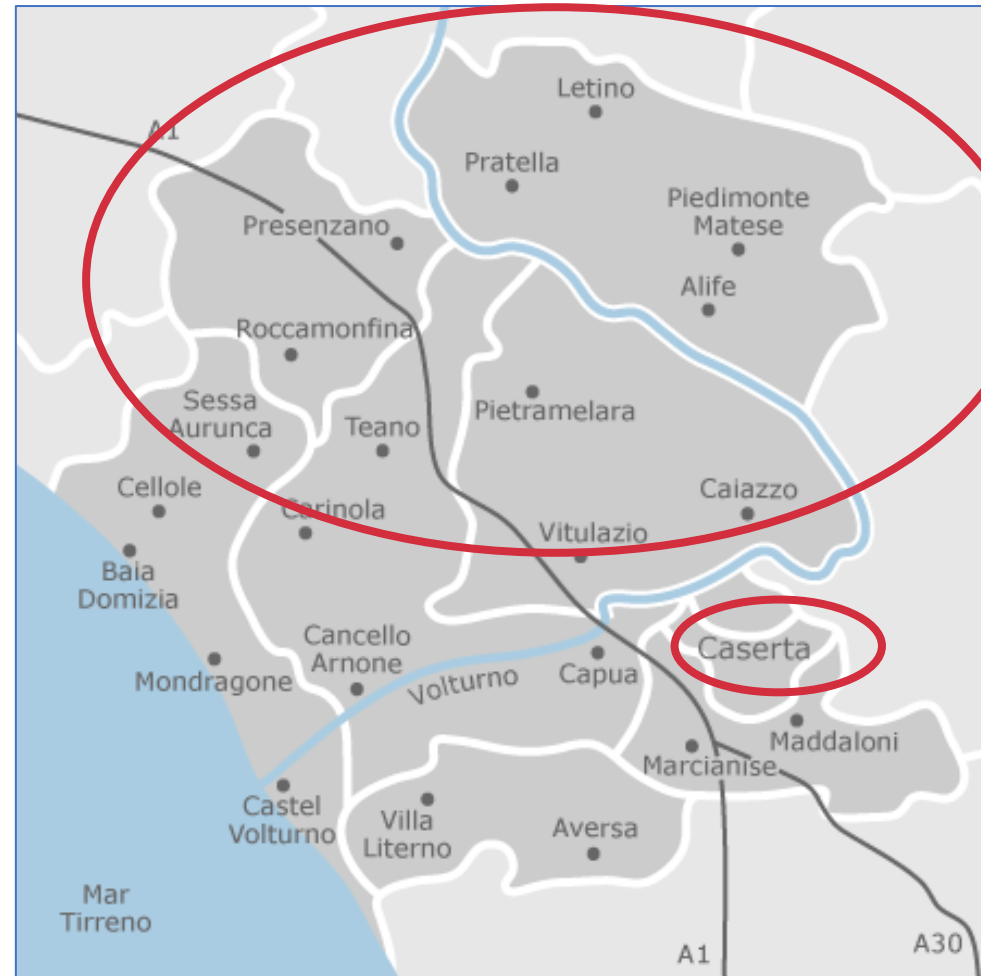 Letino
A1
Pratella
Piedimonte
Matese
Presenzano
Alife
Roccamonfina
Sessa
Aurunca
Teano
Pietramelara
Cellole
Carinola
Caiazzo
Vitulazio
Baia
Domizia
Cancello
Arnone
Caserta
Mondragone
Volturno
Capua
Maddaloni
Marcianise
Castel
Volturno
Villa
Literno
Aversa
Mar
Tirreno
A1
A30